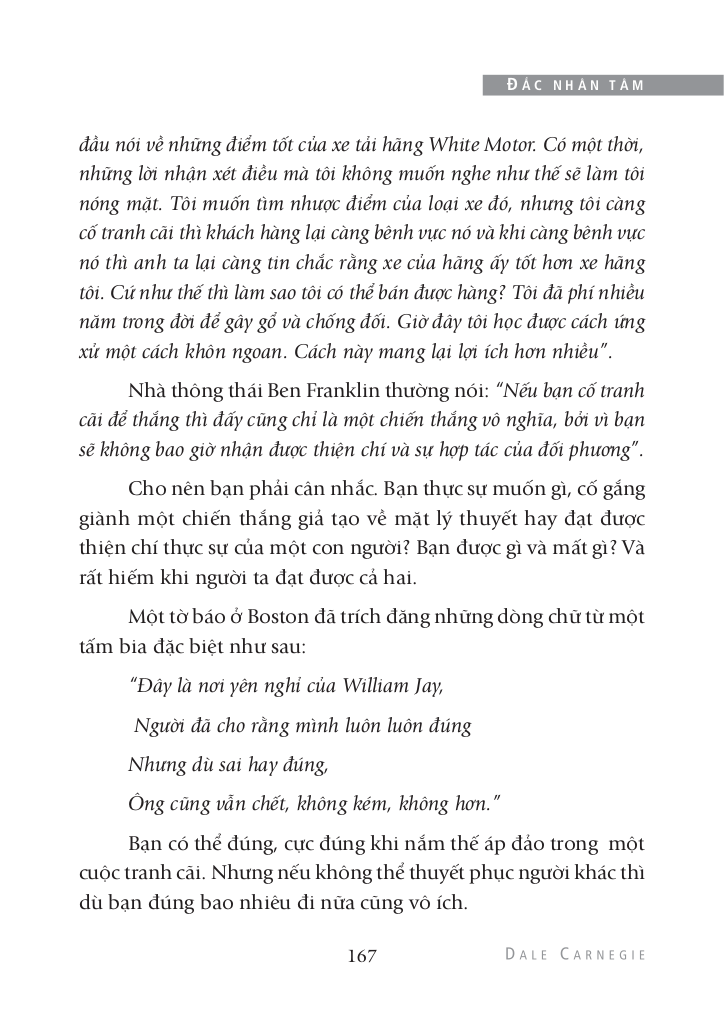 ĐẮC NHÂN TÂM
đầu nói về những điểm tốt của xe tải hãng White Motor. Có một thời,
những lời nhận xét điều mà tôi không muốn nghe như thế sẽ làm tôi
nóng mặt. Tôi muốn tìm nhược điểm của loại xe đó, nhưng tôi càng
cố tranh cãi thì khách hàng lại càng bênh vực nó và khi càng bênh vực
nó thì anh ta lại càng tin chắc rằng xe của hãng ấy tốt hơn xe hãng
tôi. Cứ như thế thì làm sao tôi có thể bán được hàng? Tôi đã phí nhiều
năm trong đời để gây gổ và chống đối. Giờ đây tôi học được cách ứng
xử một cách khôn ngoan. Cách này mang lại lợi ích hơn nhiều”.
Nhà thông thái Ben Franklin thường nói: “Nếu bạn cố tranh
cãi để thắng thì đấy cũng chỉ là một chiến thắng vô nghĩa, bởi vì bạn
sẽ không bao giờ nhận được thiện chí và sự hợp tác của đối phương”.
Cho nên bạn phải cân nhắc. Bạn thực sự muốn gì, cố gắng
giành một chiến thắng giả tạo về mặt lý thuyết hay đạt được
thiện chí thực sự của một con người? Bạn được gì và mất gì? Và
rất hiếm khi người ta đạt được cả hai.
Một tờ báo ở Boston đã trích đăng những dòng chữ từ một
tấm bia đặc biệt như sau:
“Đây là nơi yên nghỉ của William Jay,
Người đã cho rằng mình luôn luôn đúng
Nhưng dù sai hay đúng,
Ông cũng vẫn chết, không kém, không hơn.”
Bạn có thể đúng, cực đúng khi nắm thế áp đảo trong một
cuộc tranh cãi. Nhưng nếu không thể thuyết phục người khác thì
dù bạn đúng bao nhiêu đi nữa cũng vô ích.
167
DALE CARNEGIE